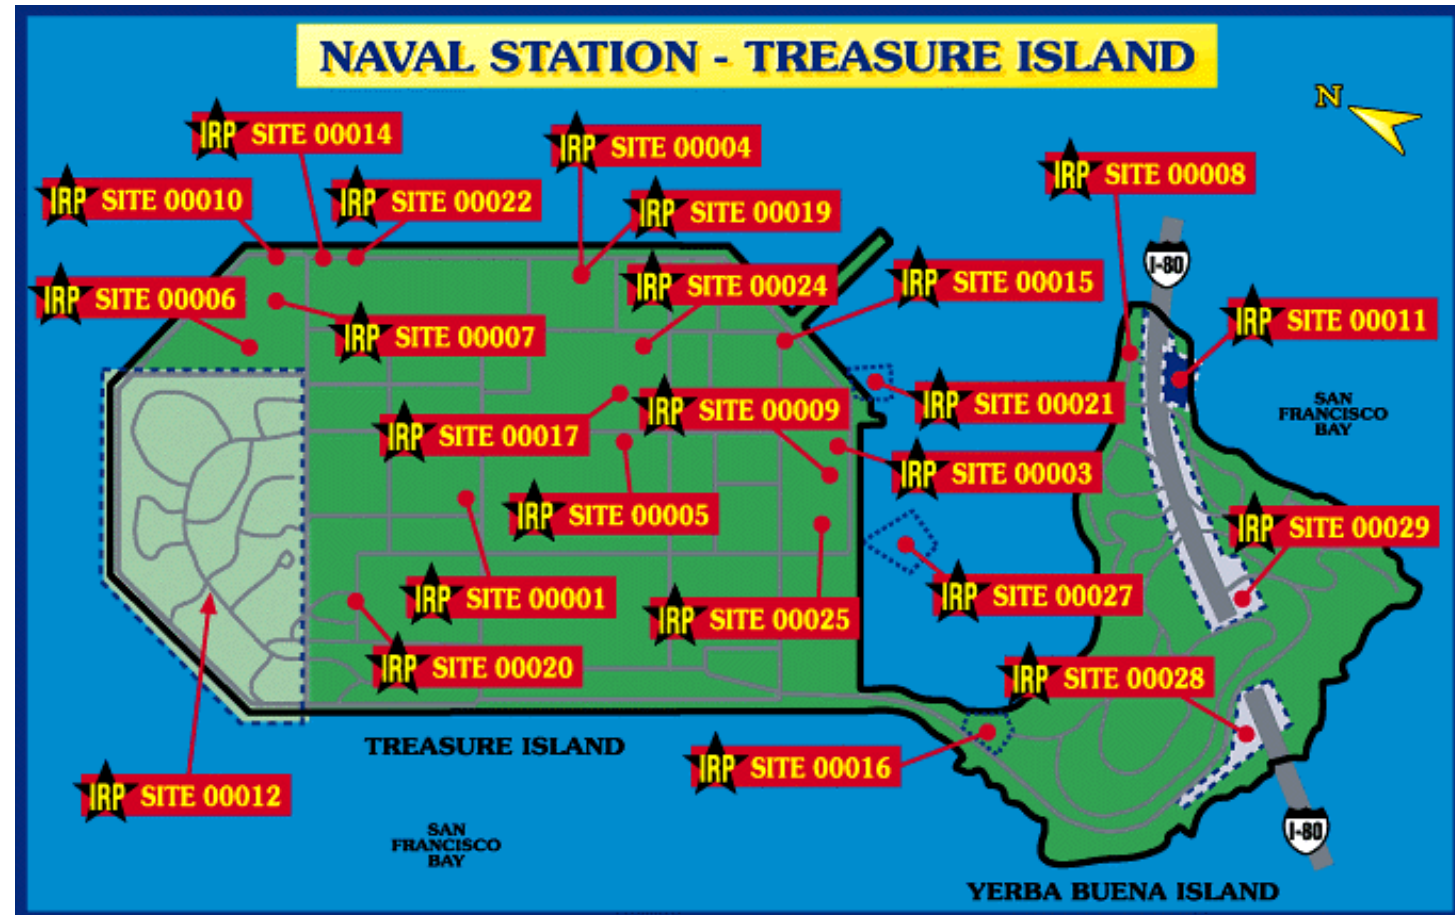 NAVAL STATION - TREASURE ISLAND
N
IRP SITE 00014
IRP SITE 00004
IRP SITE 00008
IRP SITE 00010
IRP SITE 00022
IRP SITE 00019
I-80
IRP SITE 00006
IRP SITE 00024
IRP SITE 00015
IRP SITE 00011
IRP SITE 00007
IRP SITE 00009
IRP SITE 00021
SAN
FRANCISCO
BAY
IRP SITE 00017
IRP SITE 00003
IRP SITE 00005
IRP SITE 00029
IRP SITE 00001
IRP SITE 00025
IRP SITE 00027
IRP SITE 00020
IRP SITE 00028
TREASURE ISLAND
IRP SITE 00016
IRP SITE 00012
SAN
FRANCISCO
BAY
I-80
YERBA BUENA ISLAND